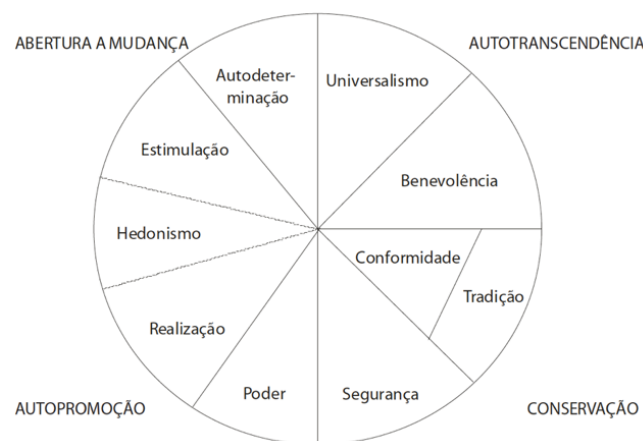 ABERTURA A MUDANÇA
AUTOTRANSCENDÊNCIA
Autodeter-
minação
Universalismo
Estimulação
Benevolência
Hedonismo
Conformidade
Tradição
Realização
Poder
Segurança
AUTOPROMOÇÃO
CONSERVAÇÃO